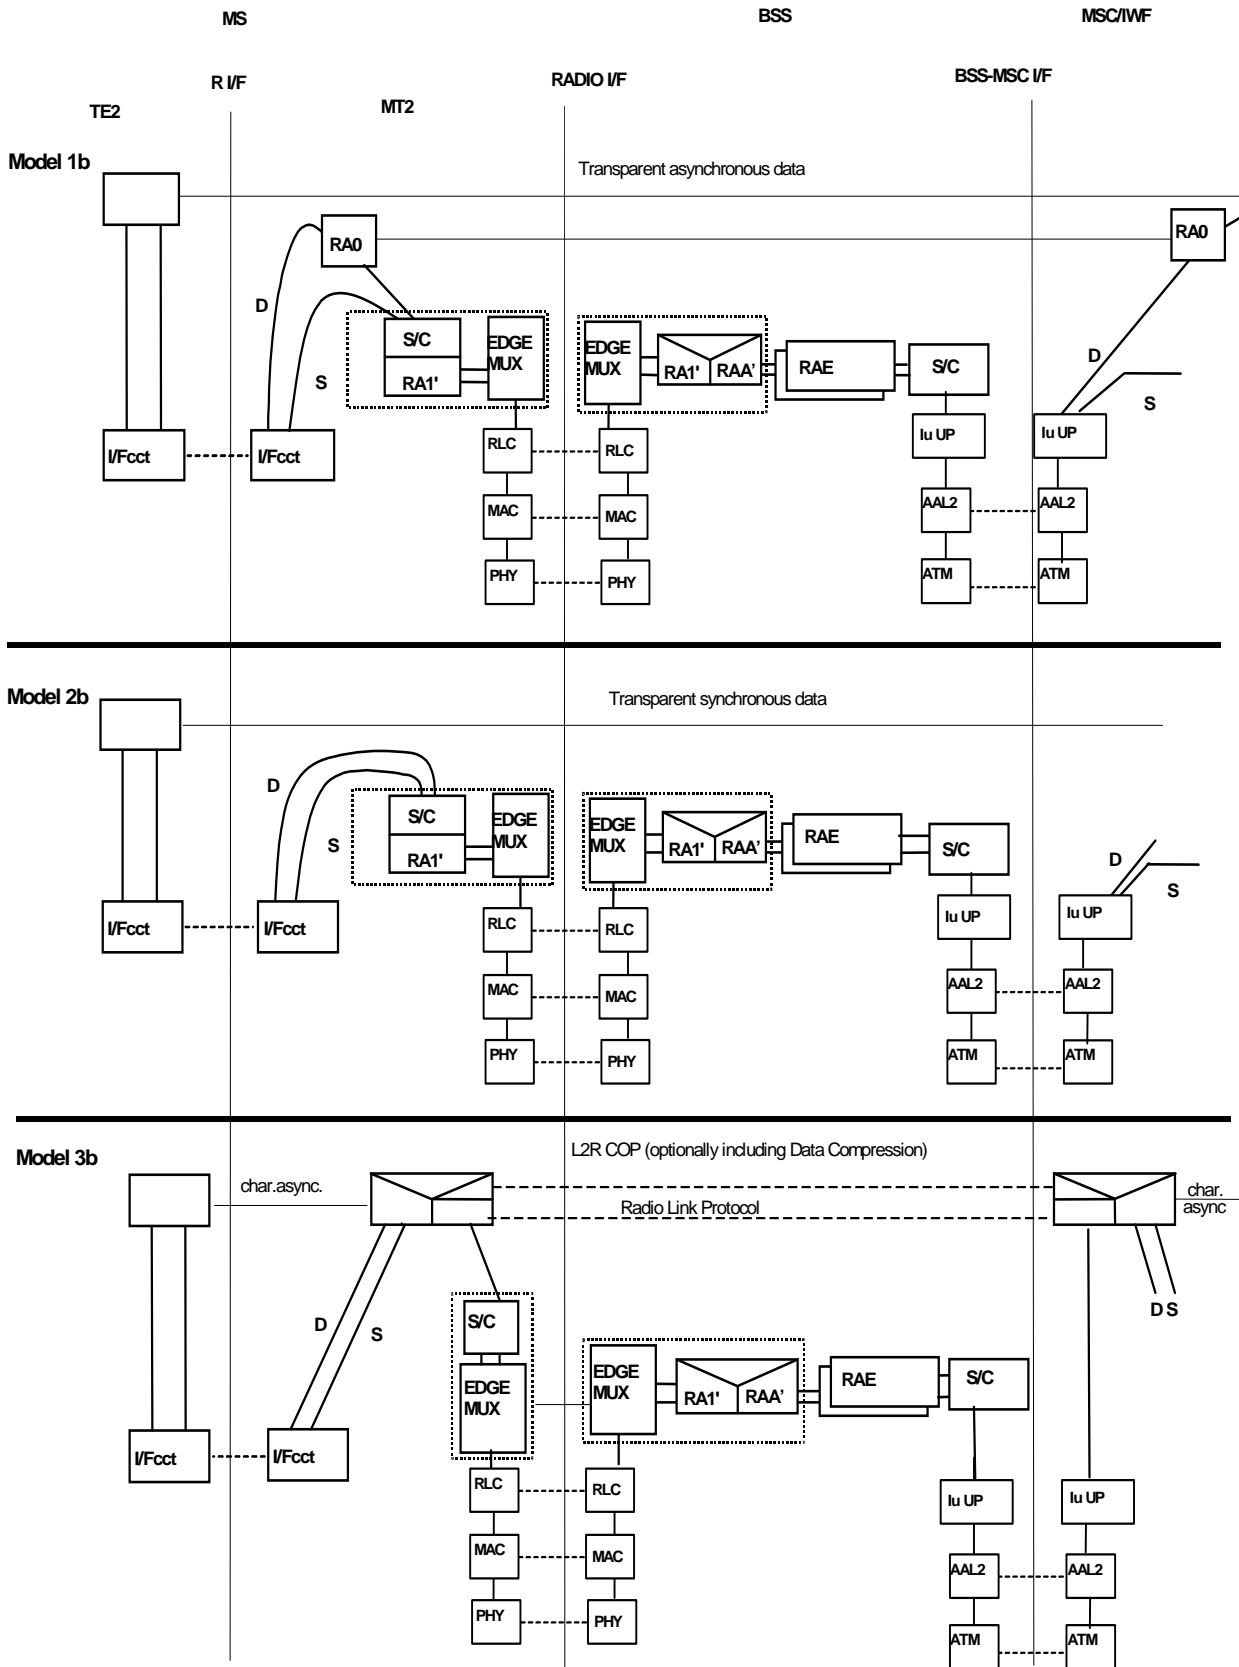 MS
BSS
MSC/IWF
R I/F
RADIO I/F
BSS-MSC I/F
TE2
MT2
Model 1b
Transparent asynchronous data
RA0
RA0
D
S
S/C
RA1'
EDGE
MUX
EDGE
MUX
RA1'
RAA'
RAE
S/C
D
S
I/Fcct
I/Fcct
RLC
RLC
Iu UP
Iu UP
MAC
MAC
AAL2
AAL2
PHY
PHY
ATM
ATM
Model 2b
Transparent synchronous data
D
S
S/C
RA1'
EDGE
MUX
EDGE
MUX
RA1'
RAA'
RAE
S/C
D
S
I/Fcct
I/Fcct
RLC
RLC
Iu UP
Iu UP
MAC
MAC
AAL2
AAL2
PHY
PHY
ATM
ATM
Model 3b
L2R COP (optionally including Data Compression)
char.async.
Radio Link Protocol
char.
async
D
S
D S
S/C
EDGE
MUX
EDGE
MUX
RA1'
RAA'
RAE
S/C
I/Fcct
I/Fcct
RLC
RLC
Iu UP
Iu UP
MAC
MAC
AAL2
AAL2
PHY
PHY
ATM
ATM